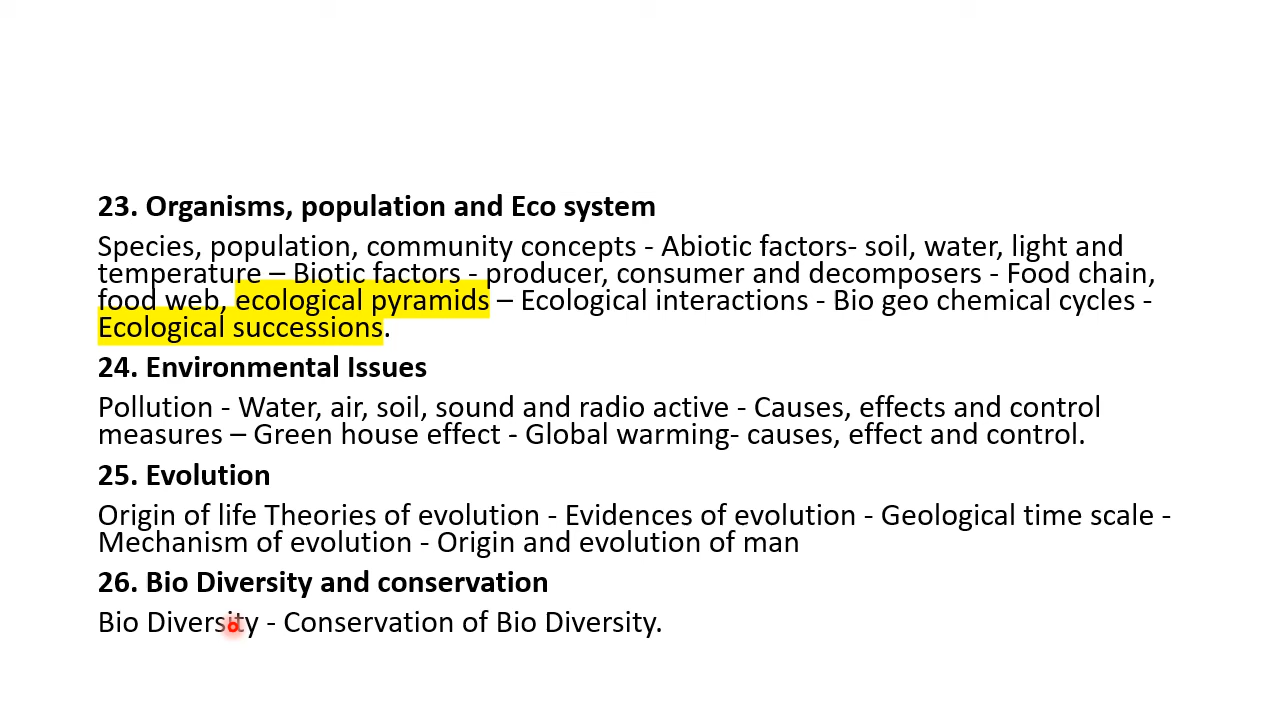 23. Organisms, population and Eco system
Species, population, community concepts - Abiotic factors- soil, water, light and
temperature – Biotic factors - producer, consumer and decomposers - Food chain,
food web, ecological pyramids – Ecological interactions - Bio geo chemical cycles -
Ecological successions.
24. Environmental Issues
Pollution - Water, air, soil, sound and radio active - Causes, effects and control
measures – Green house effect - Global warming- causes, effect and control.
25. Evolution
Origin of life Theories of evolution - Evidences of evolution - Geological time scale -
Mechanism of evolution - Origin and evolution of man
26. Bio Diversity and conservation
Bio Diversity - Conservation of Bio Diversity.